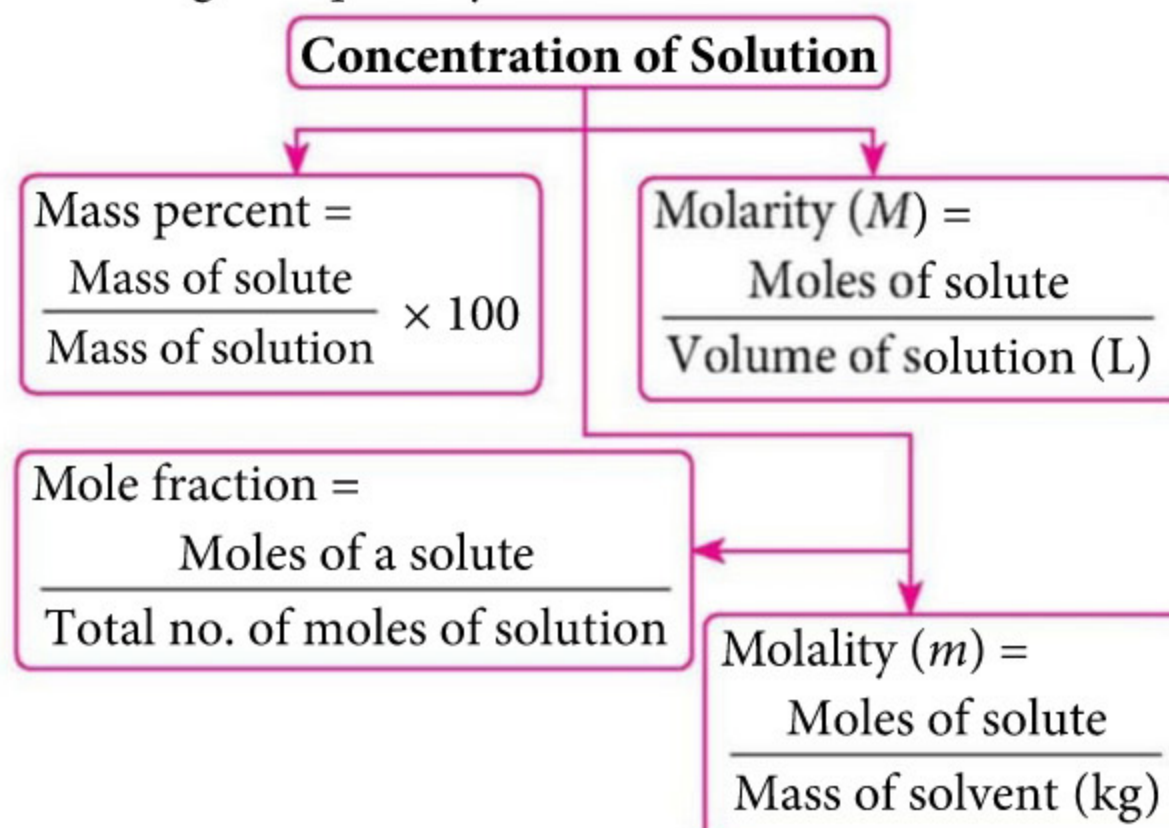 Concentration of Solution
Mass percent =
Mass of solute
Mass of solution
× 100
Molarity (M) =
Moles of solute
Volume of solution (L)
Mole fraction =
Moles of a solute
Total no. of moles of solution
Molality (m) =
Moles of solute
Mass of solvent (kg)